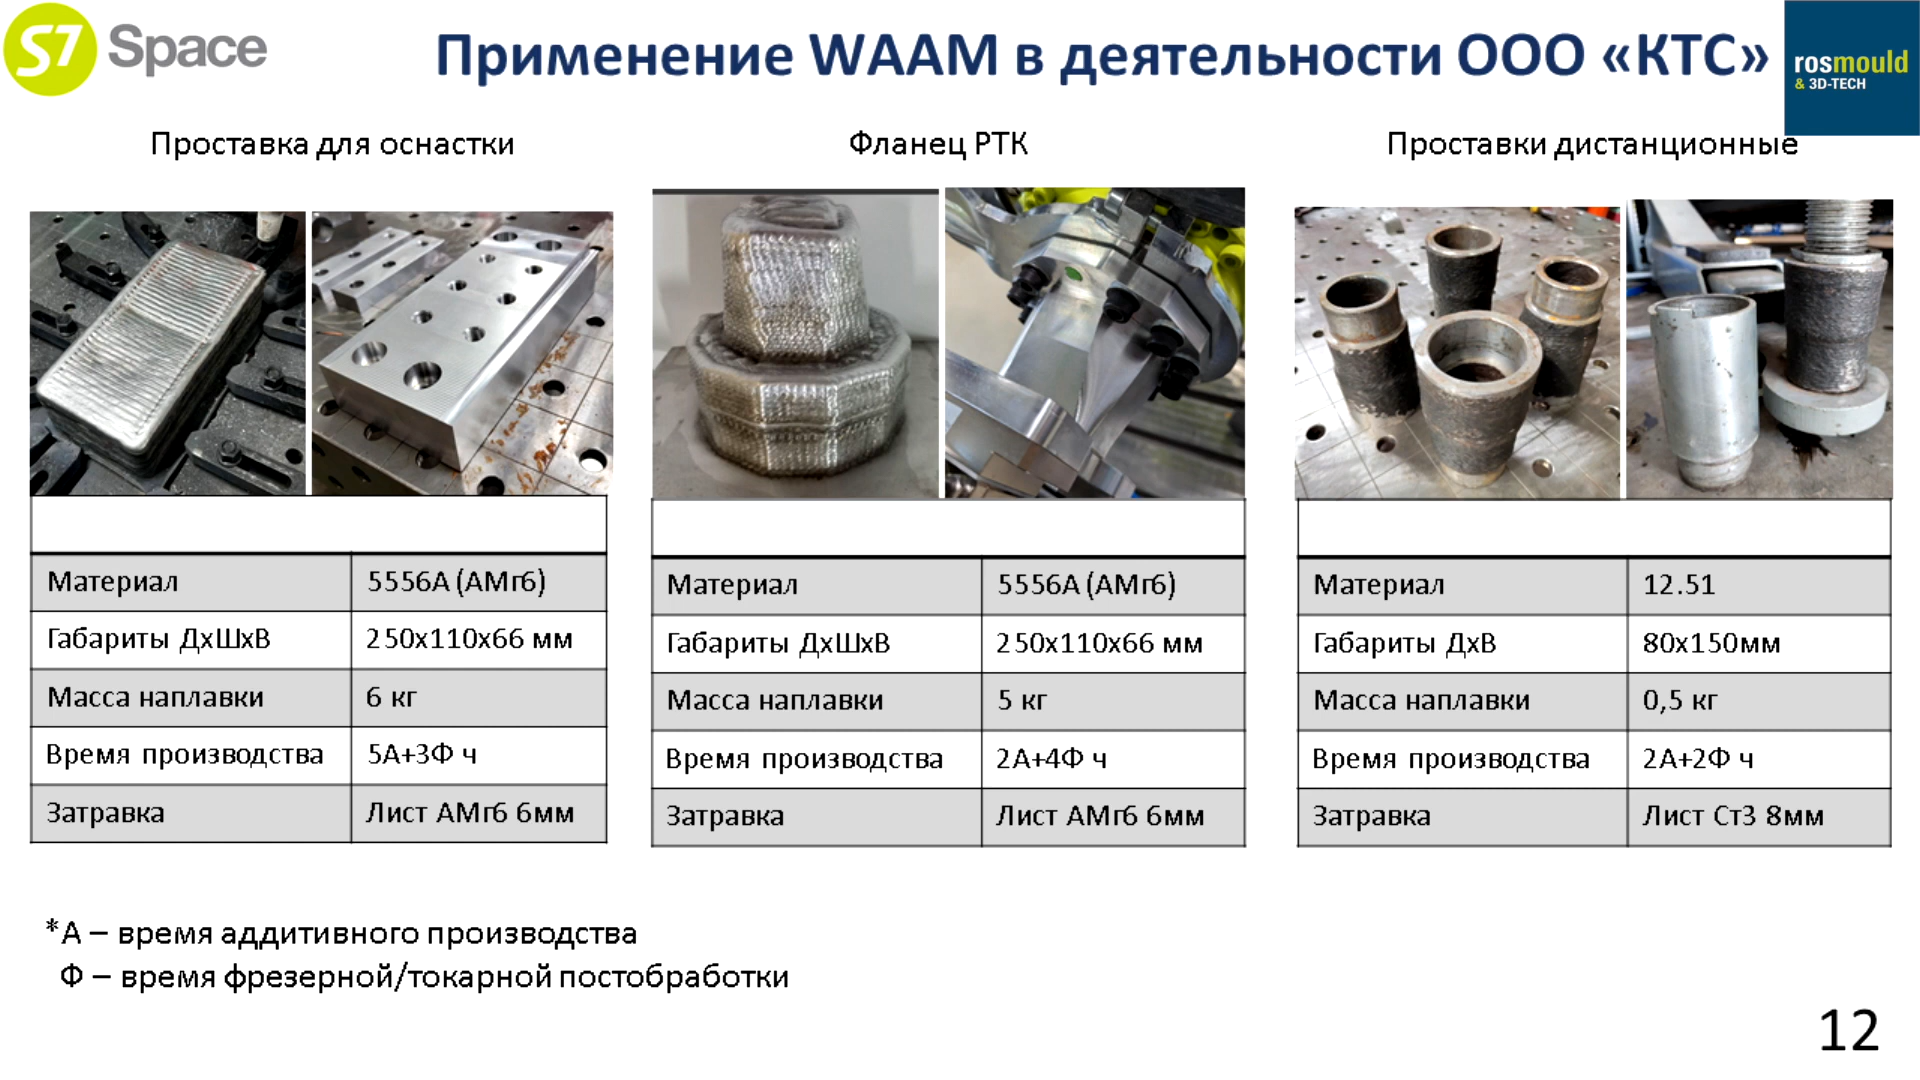 S7 Space
Применение WAAM в деятельности ООО «КТС»
rosmould
& 3D-TECH
Проставка для оснастки
Фланец РТК
Проставки дистанционные
Материал 5556А (АМг6)
Габариты ДхШхВ 250х110х66 мм
Масса наплавки 6 кг
Время производства 5А+3Ф ч
Затравка Лист АМг6 6мм
Материал 5556А (АМг6)
Габариты ДхШхВ 250х110х66 мм
Масса наплавки 5 кг
Время производства 2А+4Ф ч
Затравка Лист АМг6 6мм
Материал 12.51
Габариты ДхВ 80х150мм
Масса наплавки 0,5 кг
Время производства 2А+2Ф ч
Затравка Лист Ст3 8мм
*А – время аддитивного производства
Ф – время фрезерной/токарной постобработки
12